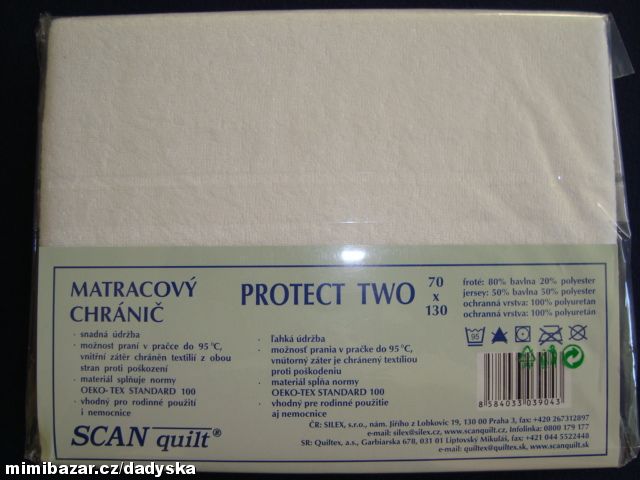 MATRACOVÝ
CHRÁNIČ
PROTECT TWO
70
x
130
froté: 80% bavlna 20% polyester
jersey: 50% bavlna 50% polyester
ochranná vrstva: 100% polyuretan
ochranná vrstva: 100% polyuretán
· snadná údržba
· možnost praní v pračce do 95 °C,
vnitřní zátěr chráněn textilií z obou
stran proti poškození
· materiál splňuje normy
OEKO-TEX STANDARD 100
· vhodný pro rodinné použití
i nemocnice
· ľahká údržba
· možnosť prania v pračke do 95 °C,
vnútorný záter je chránený textíliou
proti poškodeniu
· materiál spĺňa normy
OEKO-TEX STANDARD 100
· vhodný pre rodinné použitie
aj nemocnice
95
8 584033 039043
SCAN quilt®
ČR: SILEX, s.r.o., nám. Jiřího z Lobkovic 19, 130 00 Praha 3, fax: +420 267312897
e-mail: silex@silex.cz, www.scanquilt.cz, Infolinka: 0800 179 177
SR: Quiltex, a.s., Garbiarska 678, 031 01 Liptovský Mikuláš, fax: +421 044 5522448
e-mail: quiltex@quiltex.sk, www.scanquilt.sk
mimibazar.cz/dadyska